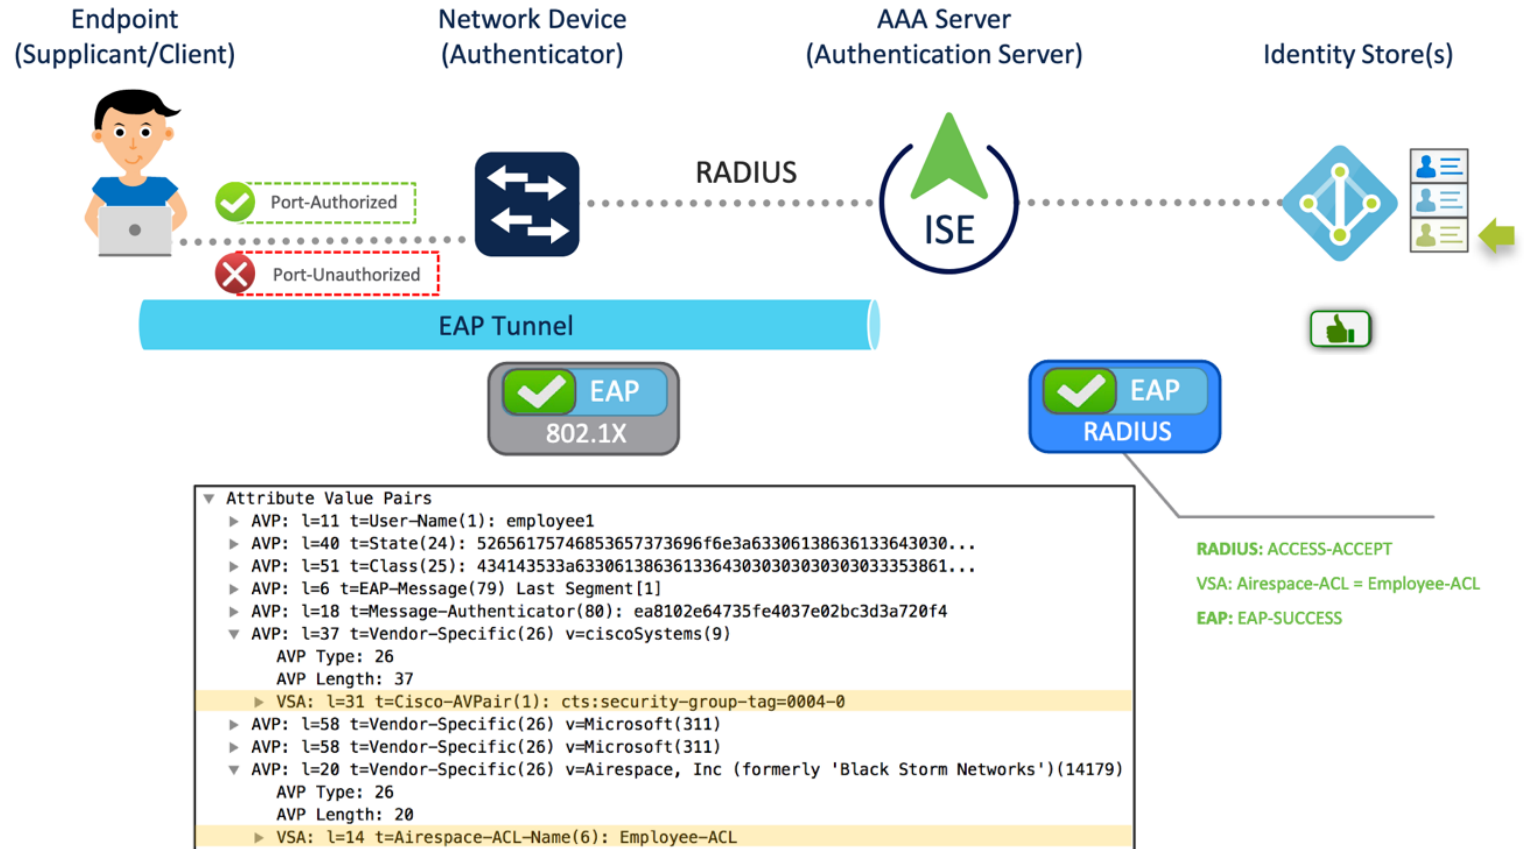 Endpoint
(Supplicant/Client)
Network Device
(Authenticator)
AAA Server
(Authentication Server)
Identity Store(s)
Port-Authorized
RADIUS
ISE
Port-Unauthorized
EAP Tunnel
EAP
802.1X
EAP
RADIUS
Attribute Value Pairs
AVP: l=11 t=User-Name(1): employee1
AVP: l=40 t=State(24): 52656175746853657373696f6e3a63306138636133643030...
AVP: l=51 t=Class(25): 434143533a63306138636133643030303030303033353861...
AVP: l=6 t=EAP-Message(79) Last Segment[1]
AVP: l=18 t=Message-Authenticator(80): ea8102e64735fe4037e02bc3d3a720f4
AVP: l=37 t=Vendor-Specific(26) v=ciscoSystems(9)
AVP Type: 26
AVP Length: 37
VSA: l=31 t=Cisco-AVPair(1): cts:security-group-tag=0004-0
AVP: l=58 t=Vendor-Specific(26) v=Microsoft(311)
AVP: l=58 t=Vendor-Specific(26) v=Microsoft(311)
AVP: l=20 t=Vendor-Specific(26) v=Airespace, Inc (formerly 'Black Storm Networks')(14179)
AVP Type: 26
AVP Length: 20
VSA: l=14 t=Airespace-ACL-Name(6): Employee-ACL
RADIUS: ACCESS-ACCEPT
VSA: Airespace-ACL = Employee-ACL
EAP: EAP-SUCCESS